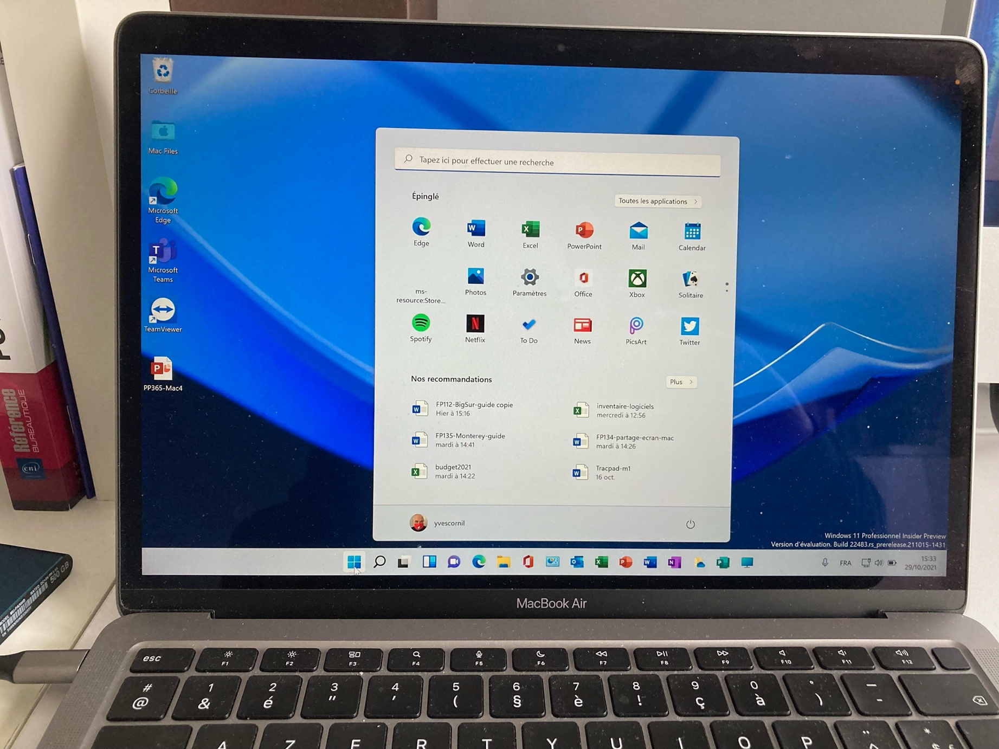 Corbeille
Mac Files
Microsoft
Edge
T
Microsoft
Teams
TeamViewer
P
PP365-Mac4
Tapez ici pour effectuer une recherche
Épinglé
Toutes les applications >
Edge
Word
Excel
PowerPoint
Mail
Calendar
ms-
resource:Store...
Photos
Paramètres
Office
Xbox
Solitaire
Spotify
Netflix
To Do
News
PicsArt
Twitter
Nos recommandations
Plus >
FP112-BigSur-guide copie
Hier à 15:16
inventaire-logiciels
mercredi à 12:56
FP135-Monterey-guide
mardi à 14:41
FP134-partage-ecran-mac
mardi à 14:26
budget2021
mardi à 14:22
Tracpad-m1
16 oct.
yvescornil
Windows 11 Professionnel Insider Preview
Version d'évaluation. Build 22483.rs_prerelease.211015-1431
FRA
15:33
29/10/2021
MacBook Air
Référence
BUREAUTIQUE
eni
500 GB
esc F1 F2 F3 F4 F5 F6 F7 F8 F9 F10 F11 F12
# 1 2 3 4 5 6 7 8 9 0 ° _
@ & é " ' ( § è ! ç à ) -
A Z E R T Y U I O P